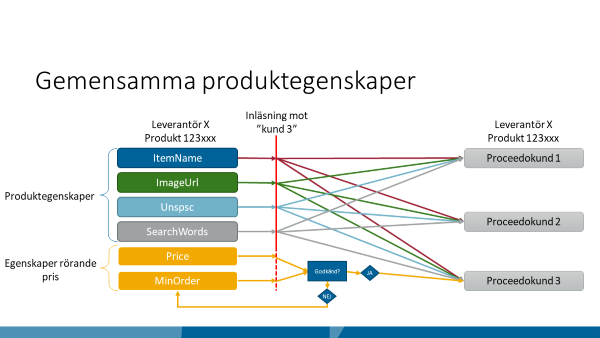 Gemensamma produktegenskaper
Leverantör X
Produkt 123xxx
Inläsning mot
”kund 3”
Leverantör X
Produkt 123xxx
Produktegenskaper
ItemName
ImageUrl
Unspsc
SearchWords
Egenskaper rörande
pris
Price
MinOrder
Godkänd?
JA
NEJ
Proceedokund 1
Proceedokund 2
Proceedokund 3